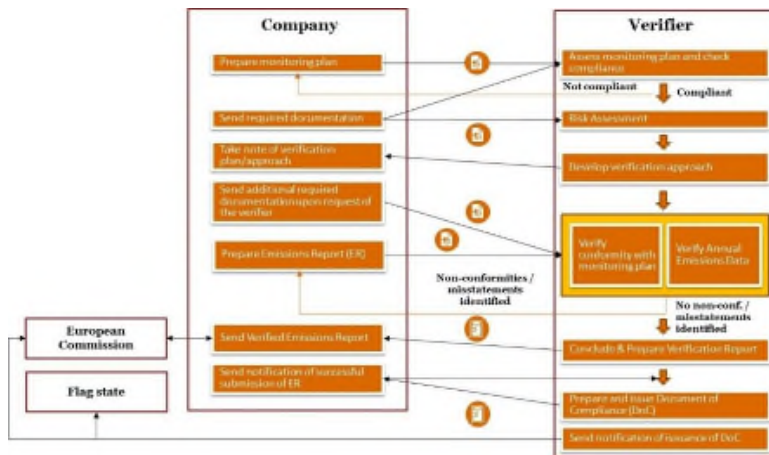 Company
Verifier
Prepare monitoring plan
Assess monitoring plan and check
compliance
Not compliant
Compliant
Send required documentation
Risk Assessment
Take note of verification
plan/approach
Develop verification approach
Send additional required
documentation upon request of
the verifier
Prepare Emissions Report (ER)
Verify
conformity with
monitoring plan
Verify Annual
Emissions Data
Non-conformities /
misstatements
identified
No non-conf. /
misstatements
identified
European
Commission
Send Verified Emissions Report
Conclude & Prepare Verification Report
Flag state
Send notification of successful
submission of ER
Prepare and issue Document of
Compliance (DoC)
Send notification of issuance of DoC